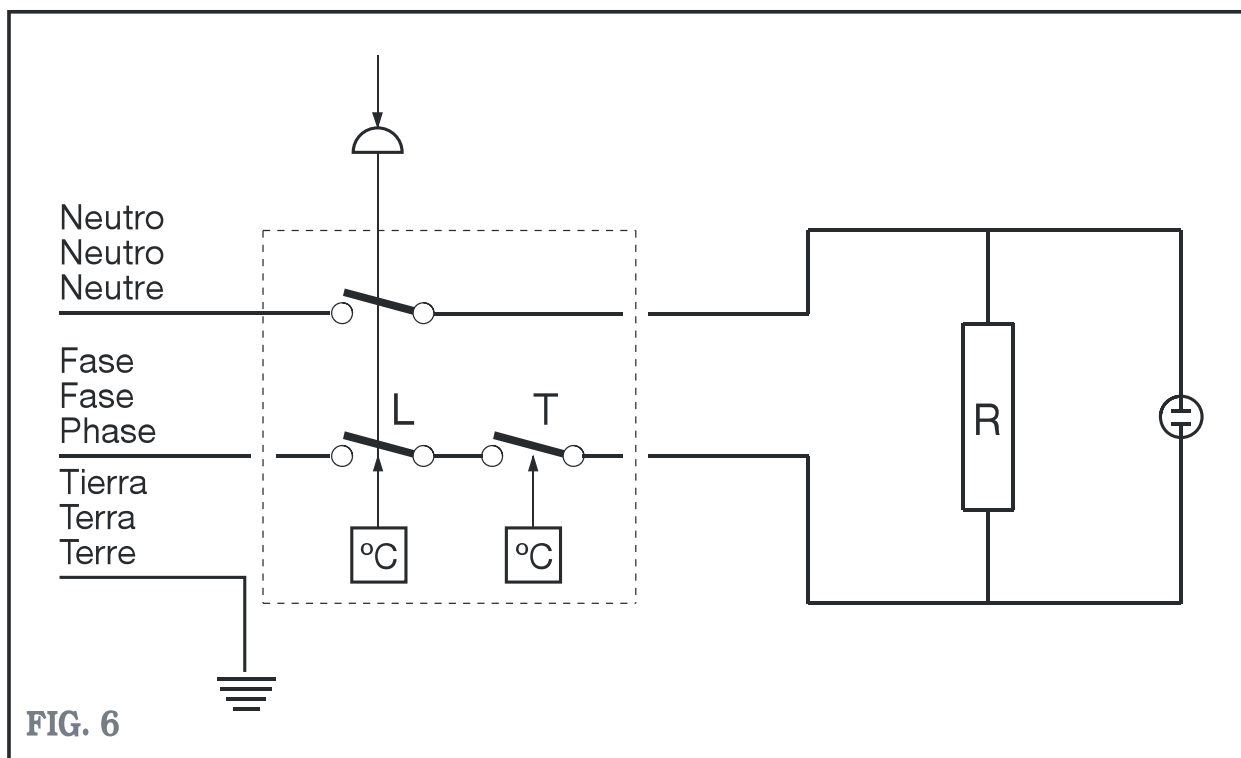 Neutro
Neutro
Neutre
Fase
Fase
Phase
L
T
R
Tierra
Terra
Terre
ºC
ºC
FIG. 6